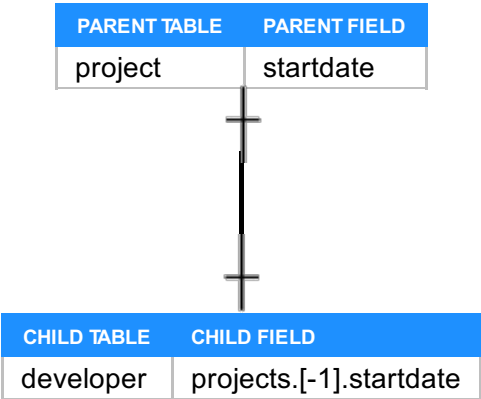 PARENT TABLE PARENT FIELD
project startdate
CHILD TABLE CHILD FIELD
developer projects.[-1].startdate